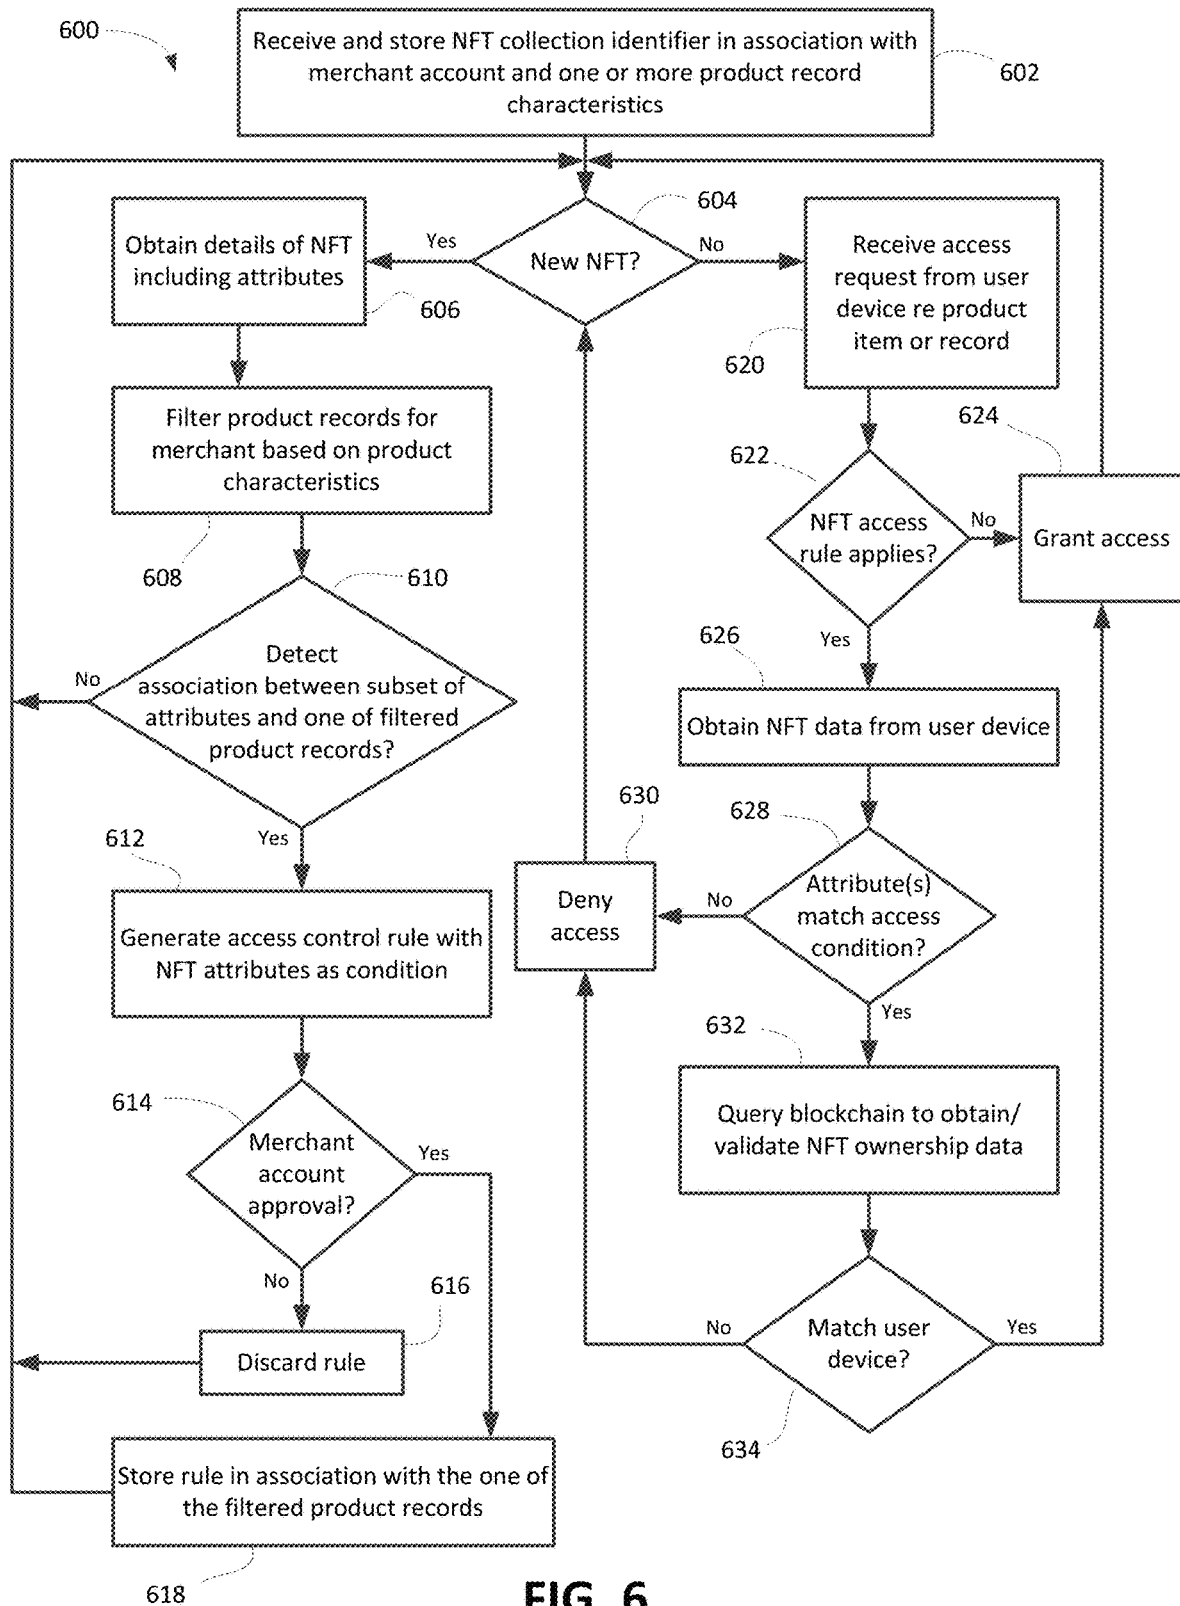 600
Receive and store NFT collection identifier in association with
merchant account and one or more product record
characteristics
602
604
New NFT?
Yes
No
Obtain details of NFT
including attributes
606
Receive access
request from user
device re product
item or record
620
Filter product records for
merchant based on product
characteristics
608
610
622
NFT access
rule applies?
No
Yes
624
Grant access
Detect
association between subset of
attributes and one of filtered
product records?
No
Yes
626
Obtain NFT data from user device
612
Generate access control rule with
NFT attributes as condition
630
Deny
access
628
Attribute(s)
match access
condition?
No
Yes
632
Query blockchain to obtain/
validate NFT ownership data
614
Merchant
account
approval?
Yes
No
616
Discard rule
Match user
device?
No
Yes
634
Store rule in association with the one of
the filtered product records
618
FIG. 6